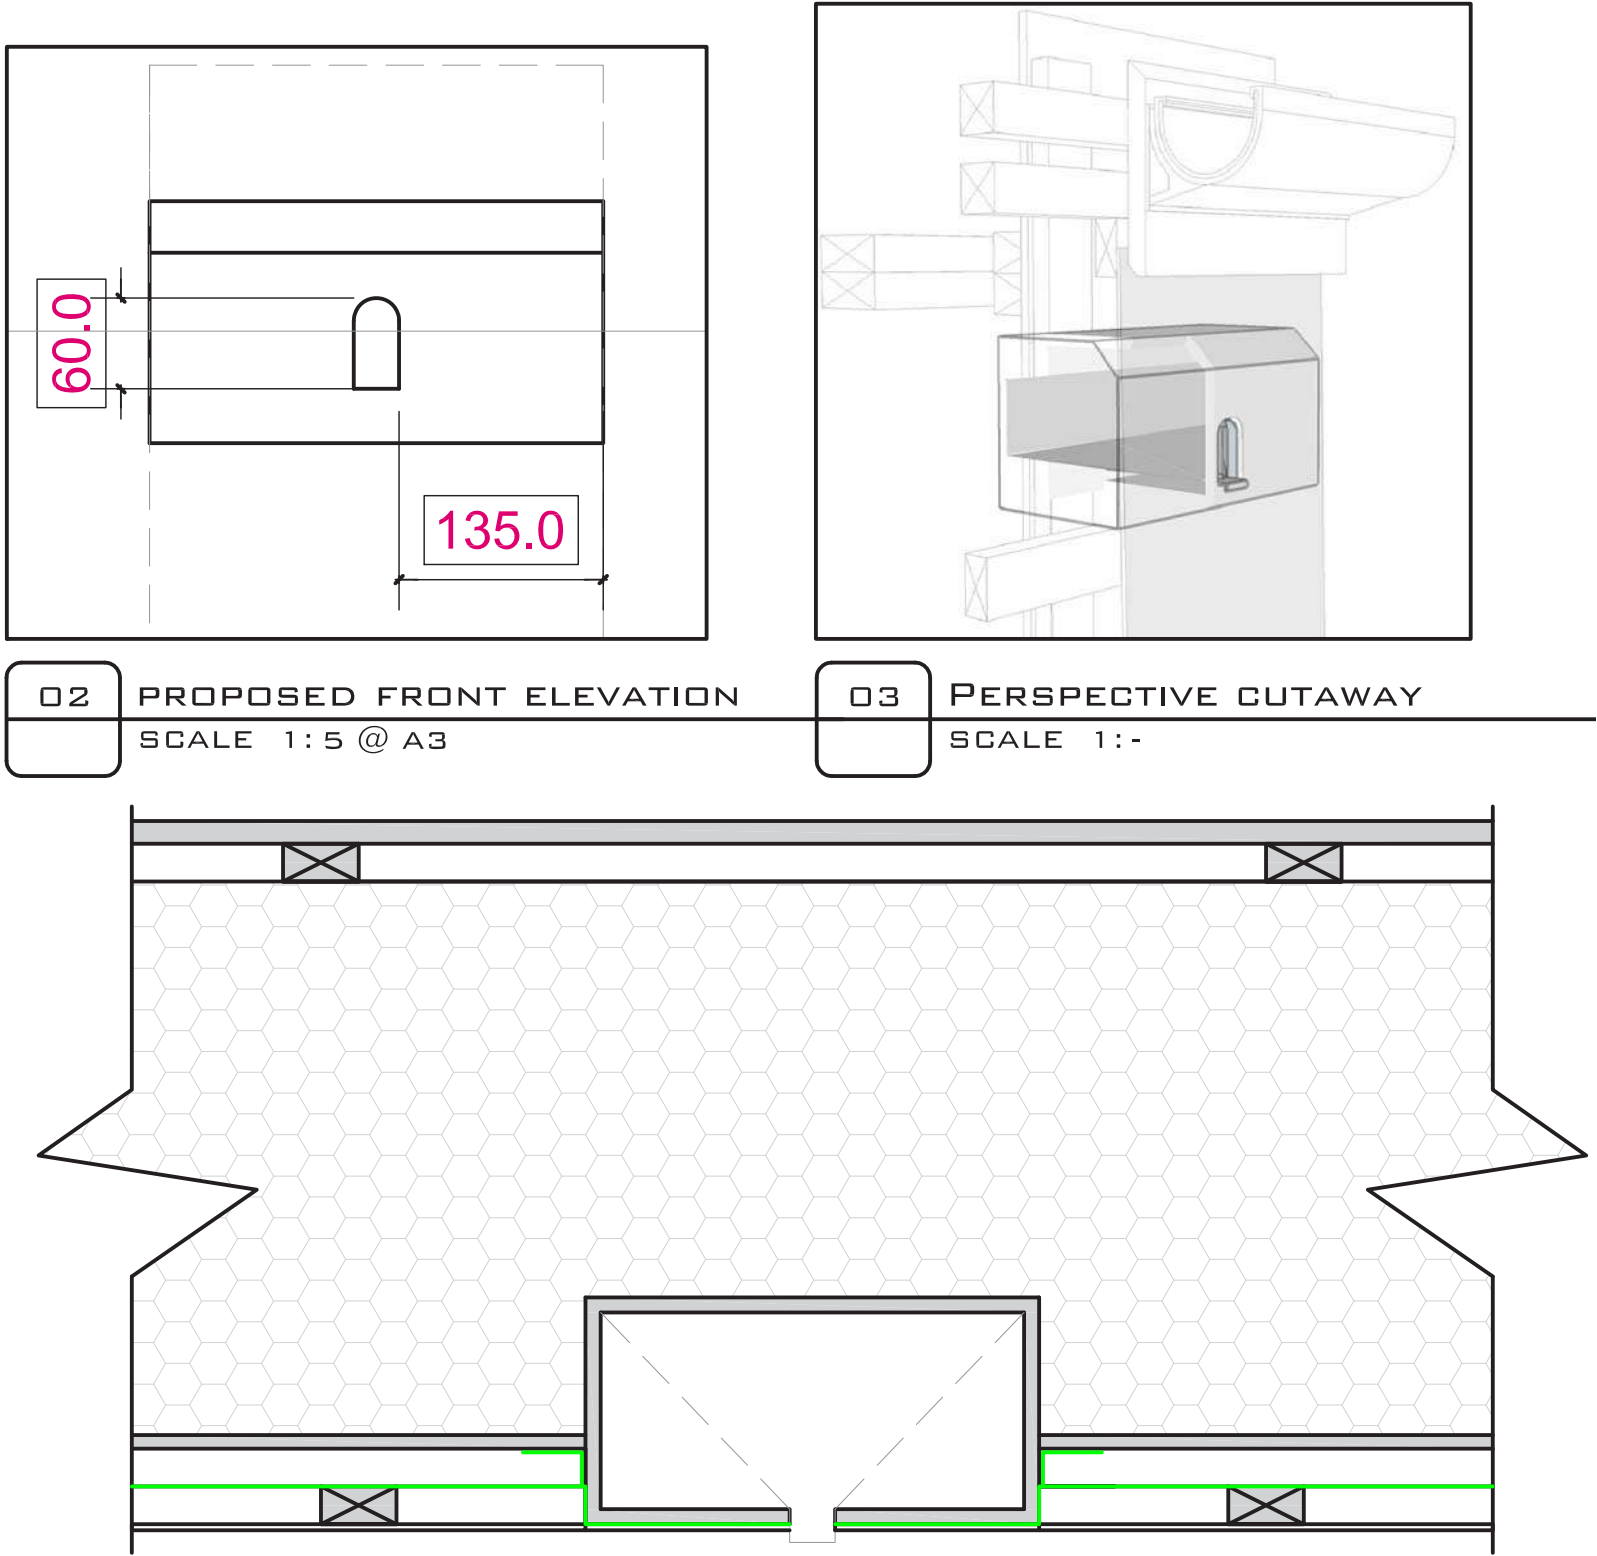 60.0
135.0
02 PROPOSED FRONT ELEVATION
SCALE 1:5 @ A3
03 PERSPECTIVE CUTAWAY
SCALE 1:-